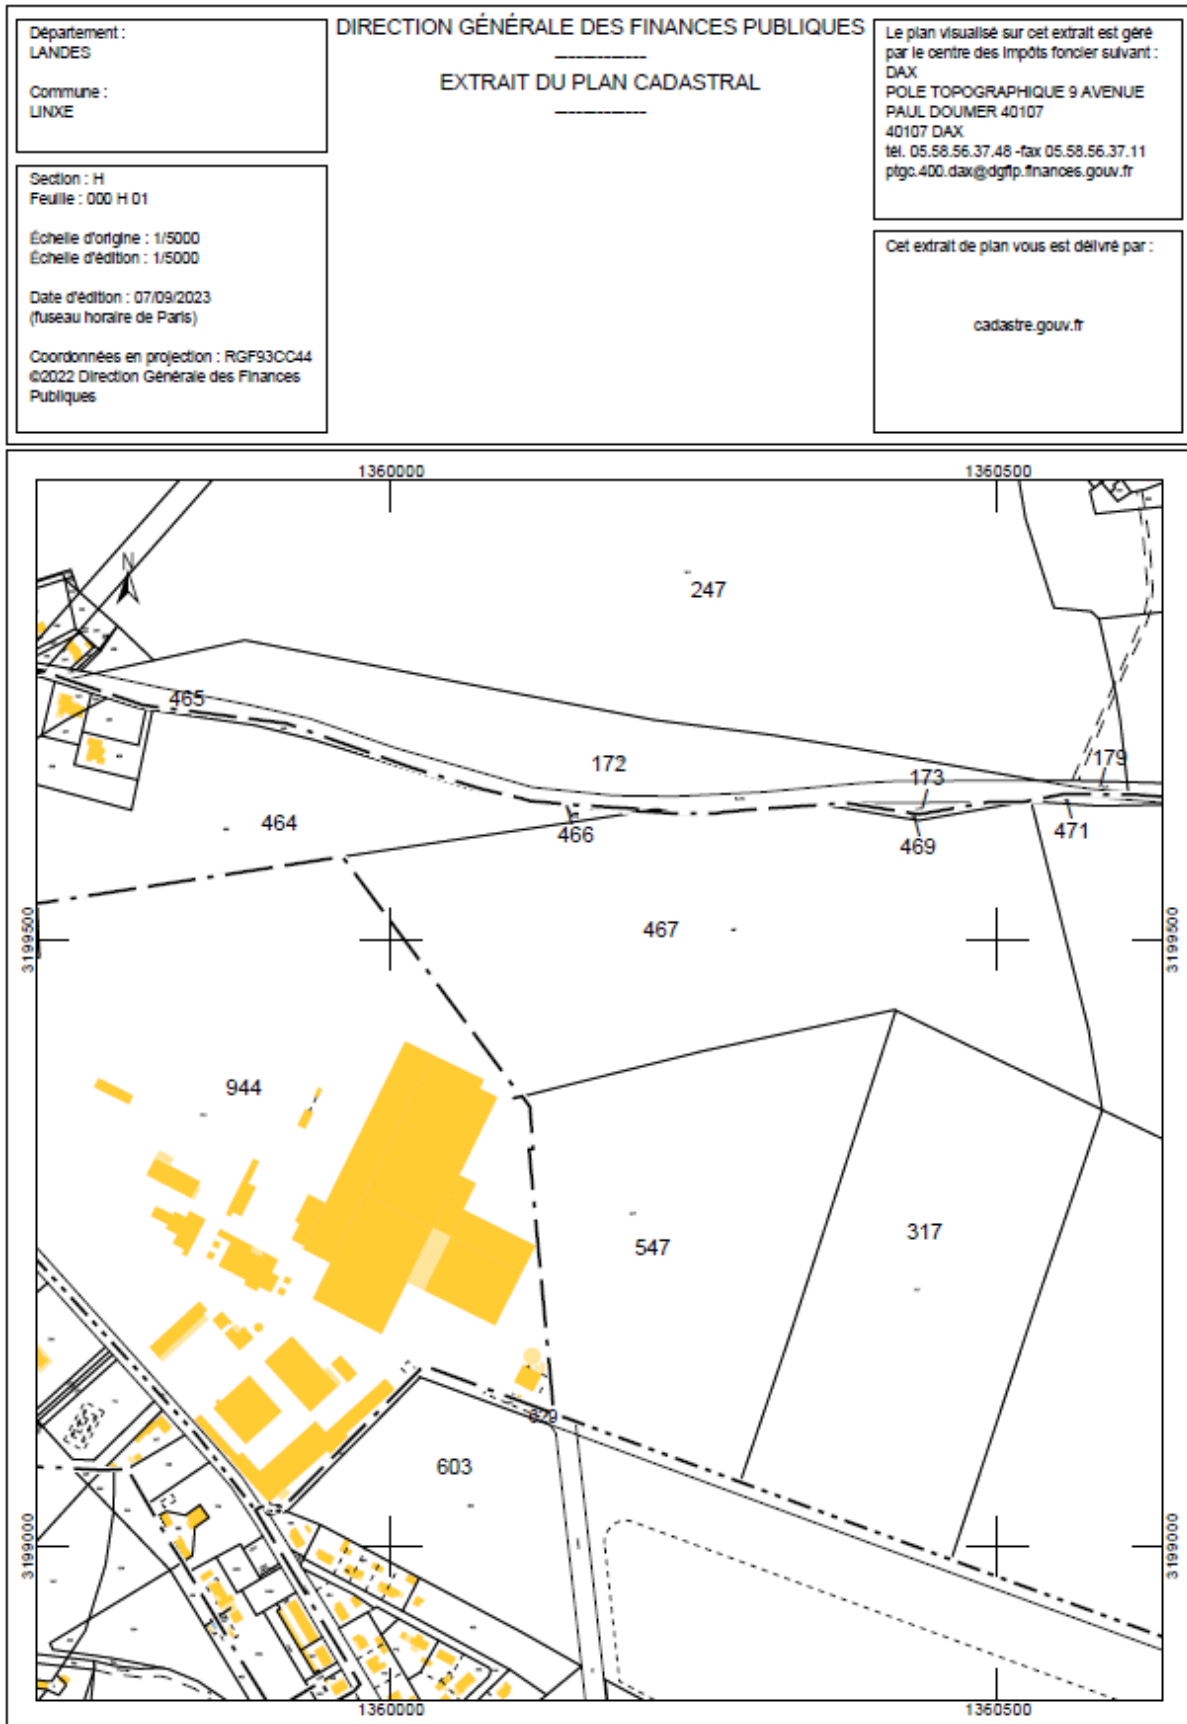 Département :
LANDES
Commune :
LINXE
Section : H
Feuille : 000 H 01
Échelle d'origine : 1/5000
Échelle d'édition : 1/5000
Date d'édition : 07/09/2023
(fuseau horaire de Paris)
Coordonnées en projection : RGF93CC44
©2022 Direction Générale des Finances
Publiques
DIRECTION GÉNÉRALE DES FINANCES PUBLIQUES
EXTRAIT DU PLAN CADASTRAL
Le plan visualisé sur cet extrait est géré
par le centre des impôts foncier suivant :
DAX
POLE TOPOGRAPHIQUE 9 AVENUE
PAUL DOUMER 40107
40107 DAX
tél. 05.58.56.37.48 -fax 05.58.56.37.11
ptgc.400.dax@dgfip.finances.gouv.fr
Cet extrait de plan vous est délivré par :
cadastre.gouv.fr
1360000
1360500
N
247
465
172
173
179
464
466
469
471
467
3199500
3199500
944
547
317
679
603
3199000
3199000
1360000
1360500